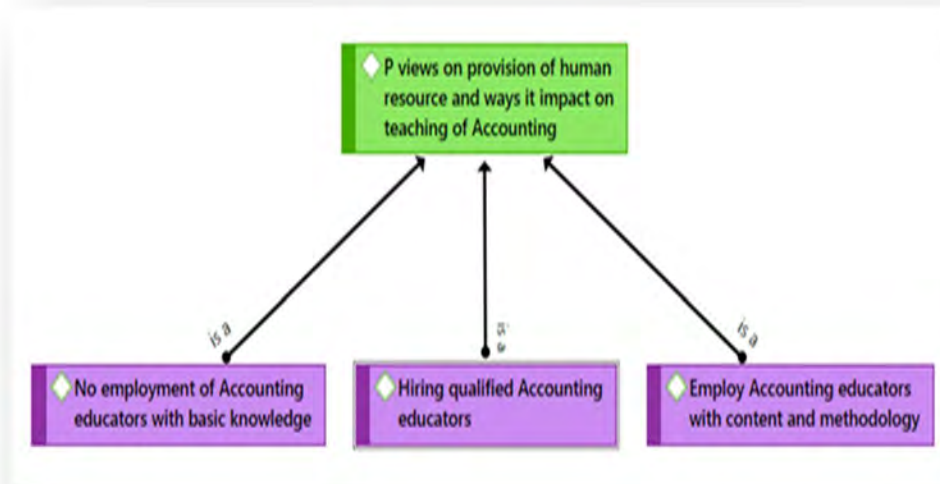 P views on provision of human
resource and ways it impact on
teaching of Accounting
is a
is a
is a
No employment of Accounting
educators with basic knowledge
Hiring qualified Accounting
educators
Employ Accounting educators
with content and methodology